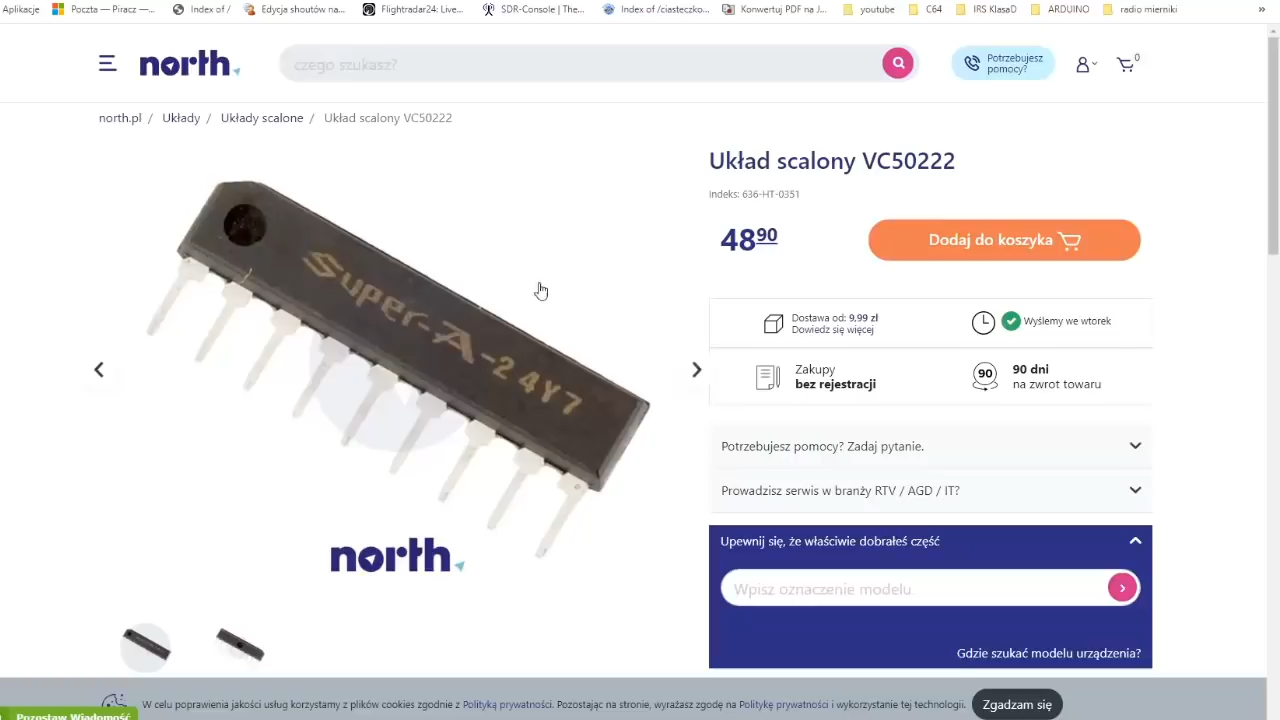 Aplikacje Poczta — Piracz —... Index of / Edycja shoutów na... Flightradar24: Live... SDR-Console | The... Index of /ciasteczko... Konwertuj PDF na J... youtube C64 IRS KlasaD ARDUINO radio mierniki »
north
czego szukasz?
Potrzebujesz
pomocy?
0
north.pl / Układy / Układy scalone / Układ scalony VC50222
Układ scalony VC50222
Indeks: 636-HT-0351
48 90
Dodaj do koszyka
Super-A-24Y7
Dostawa od: 9,99 zł
Dowiedz się więcej
Wyślemy we wtorek
Zakupy
bez rejestracji
90
90 dni
na zwrot towaru
Potrzebujesz pomocy? Zadaj pytanie.
Prowadzisz serwis w branży RTV / AGD / IT?
Upewnij się, że właściwie dobrałeś część
Wpisz oznaczenie modelu.
Gdzie szukać modelu urządzenia?
north
W celu poprawienia jakości usług korzystamy z plików cookies zgodnie z Polityką prywatności. Pozostając na stronie, wyrażasz zgodę na Politykę prywatności i wykorzystanie tej technologii.
Zgadzam się
Pozostaw Wiadomość